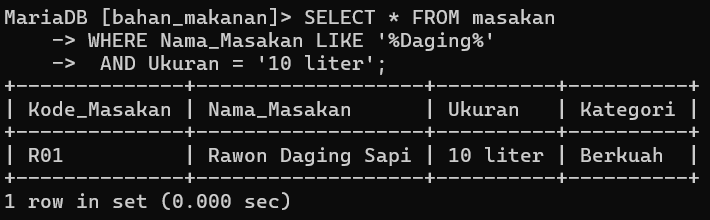 MariaDB [bahan_makanan]> SELECT * FROM masakan
    -> WHERE Nama_Masakan LIKE '%Daging%'
    ->  AND Ukuran = '10 liter';
+--------------+-------------------+----------+----------+
| Kode_Masakan | Nama_Masakan      | Ukuran   | Kategori |
+--------------+-------------------+----------+----------+
| R01          | Rawon Daging Sapi | 10 liter | Berkuah  |
+--------------+-------------------+----------+----------+
1 row in set (0.000 sec)